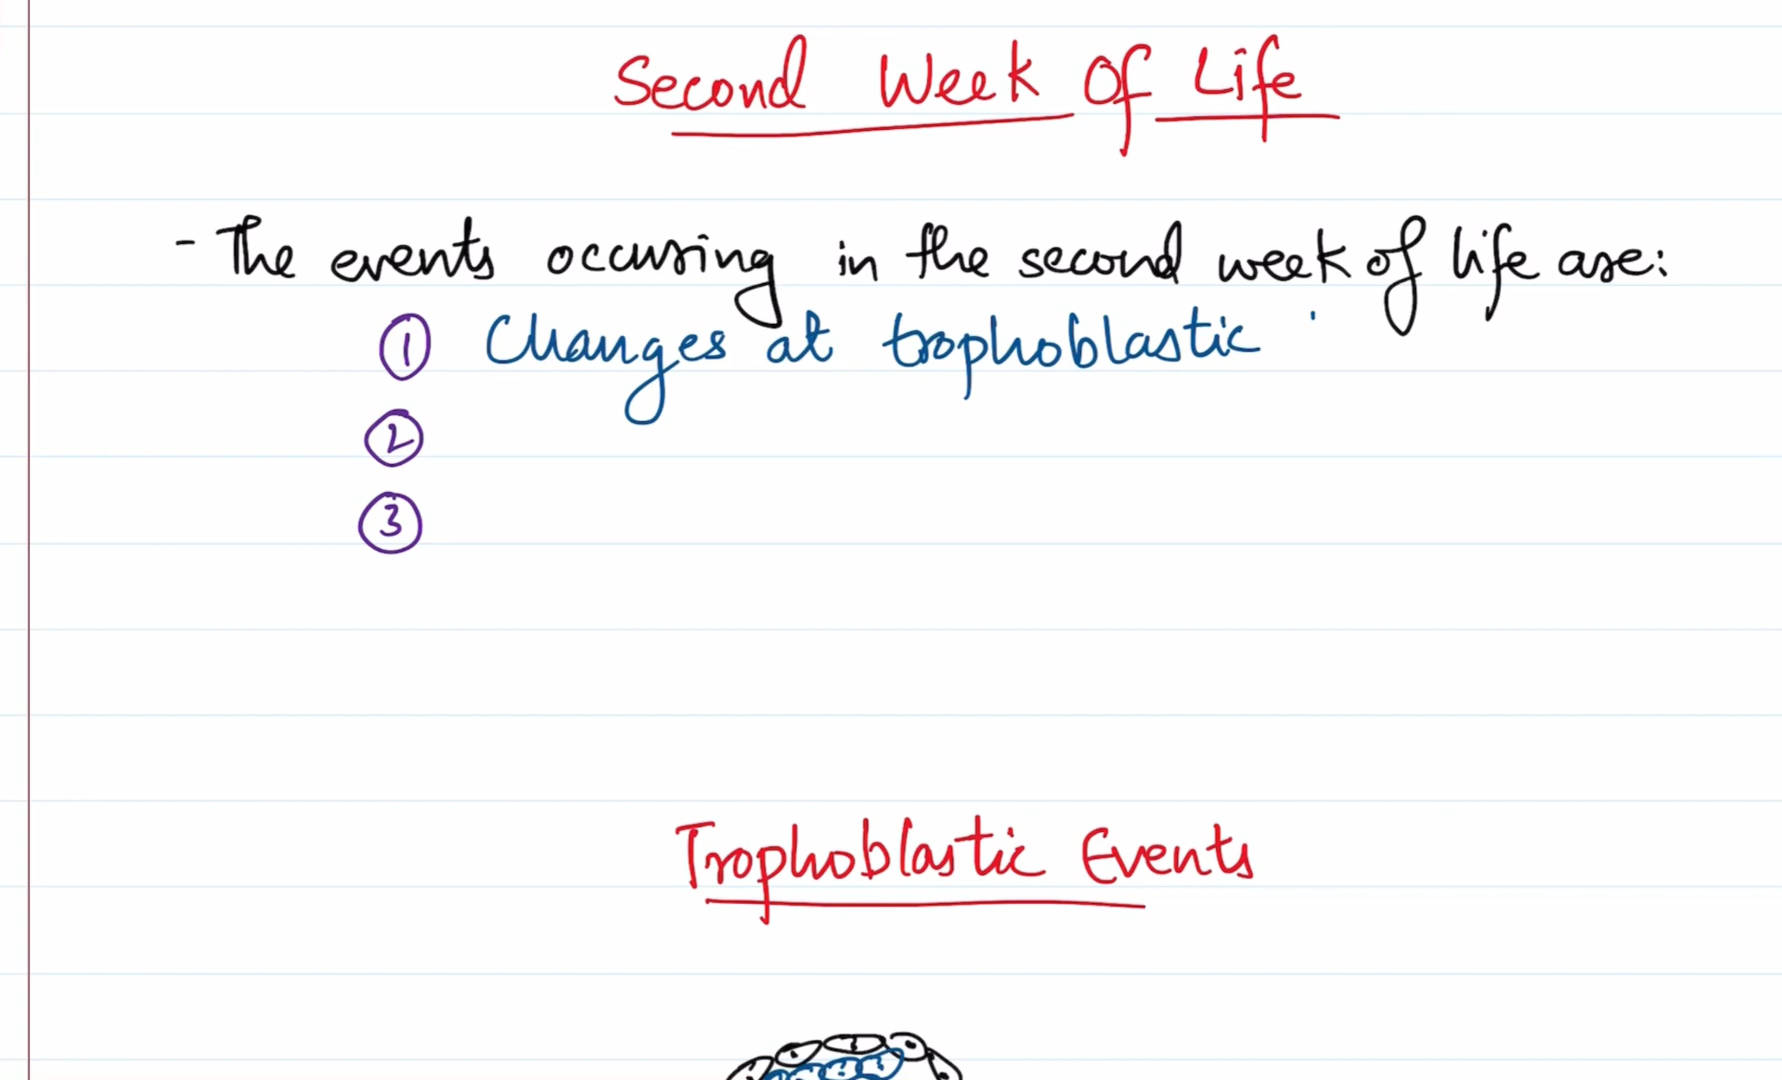 Second Week Of Life
- The events occuring in the second week of life are:
① Changes at trophoblastic
②
③
Trophoblastic Events